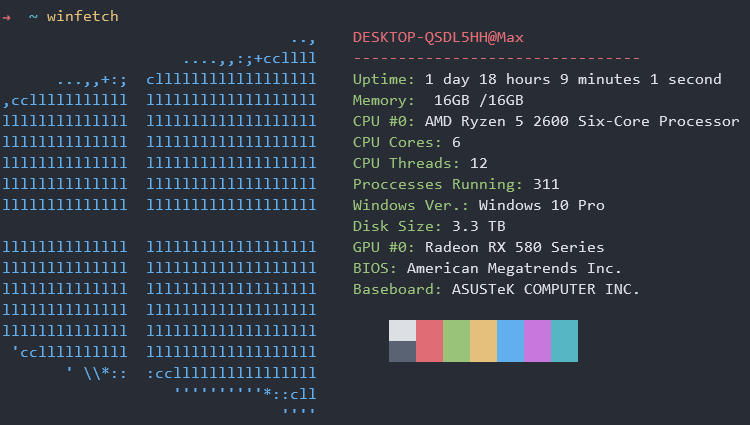 → ~ winfetch
DESKTOP-QSDL5HH@Max
--------------------------------
Uptime: 1 day 18 hours 9 minutes 1 second
Memory:  16GB /16GB
CPU #0: AMD Ryzen 5 2600 Six-Core Processor
CPU Cores: 6
CPU Threads: 12
Proccesses Running: 311
Windows Ver.: Windows 10 Pro
Disk Size: 3.3 TB
GPU #0: Radeon RX 580 Series
BIOS: American Megatrends Inc.
Baseboard: ASUSTeK COMPUTER INC.